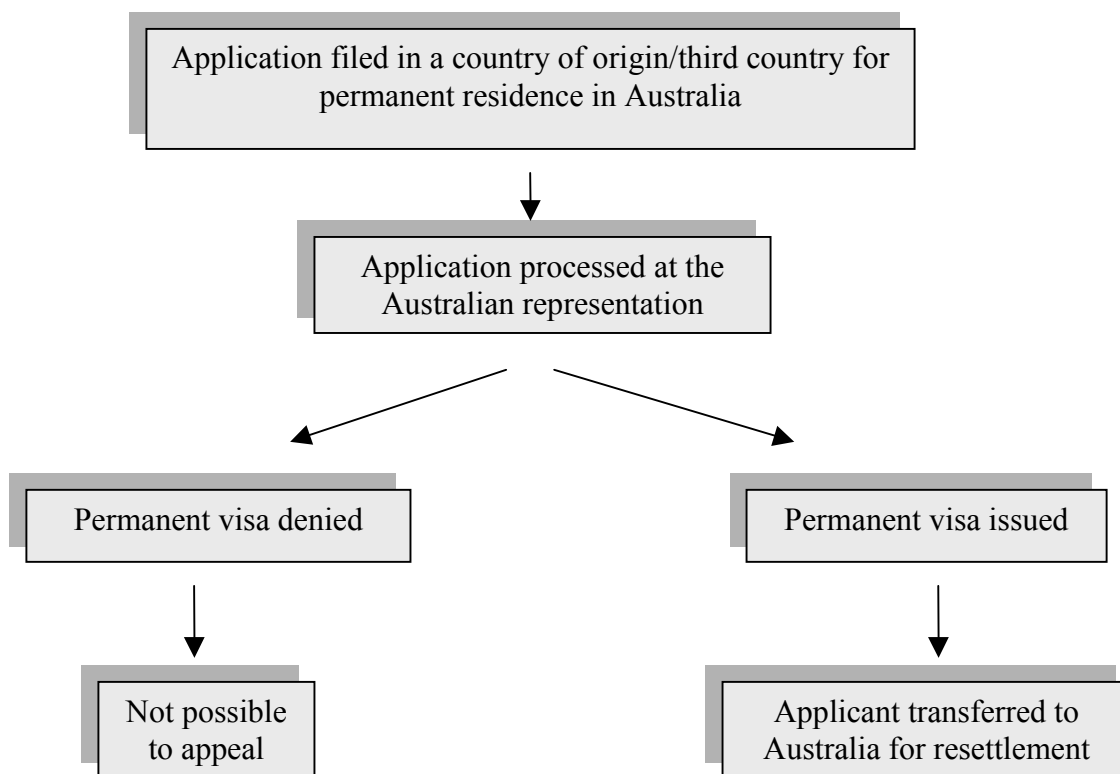 Application filed in a country of origin/third country for
permanent residence in Australia
Application processed at the
Australian representation
Permanent visa denied
Permanent visa issued
Not possible
to appeal
Applicant transferred to
Australia for resettlement